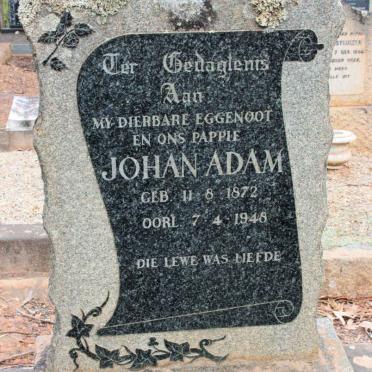 Ter Gedagtenis
Aan
MY DIERBARE EGGENOOT
EN ONS PAPPIE
JOHAN ADAM
GEB. 11·8·1872
OORL. 7·4·1948
DIE LEWE WAS LIEFDE